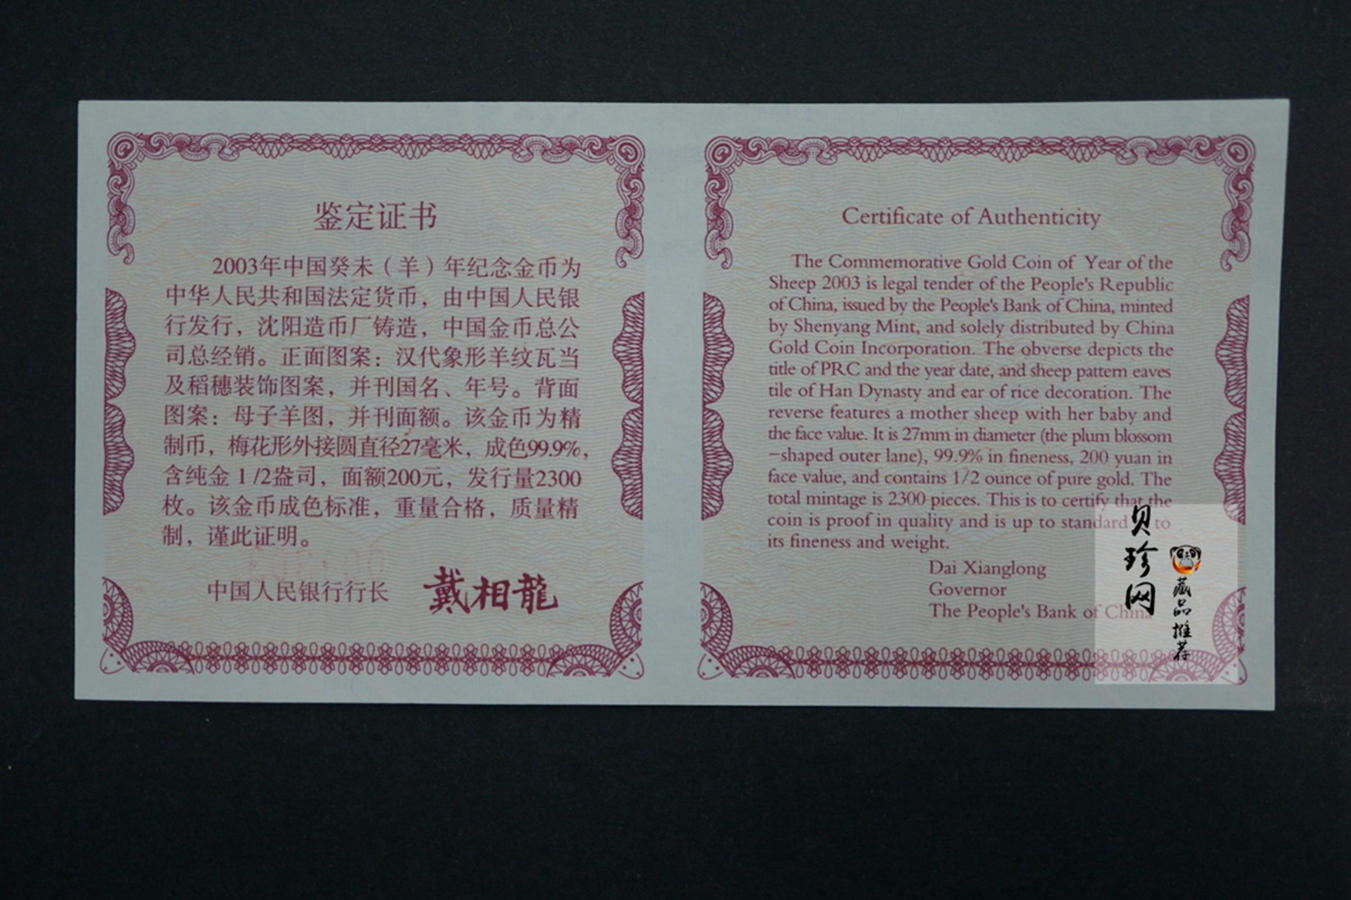 鉴定证书
2003年中国癸未（羊）年纪念金币为
中华人民共和国法定货币，由中国人民银
行发行，沈阳造币厂铸造，中国金币总公
司总经销。正面图案：汉代象形羊纹瓦当
及稻穗装饰图案，并刊国名、年号。背面
图案：母子羊图，并刊面额。该金币为精
制币，梅花形外接圆直径27毫米，成色99.9%，
含纯金 1/2盎司，面额200元，发行量2300
枚。该金币成色标准，重量合格，质量精
制，谨此证明。
中国人民银行行长 戴相龍
Certificate of Authenticity
The Commemorative Gold Coin of Year of the
Sheep 2003 is legal tender of the People's Republic
of China, issued by the People's Bank of China, minted
by Shenyang Mint, and solely distributed by China
Gold Coin Incorporation. The obverse depicts the
title of PRC and the year date, and sheep pattern eaves
tile of Han Dynasty and ear of rice decoration. The
reverse features a mother sheep with her baby and
the face value. It is 27mm in diameter (the plum blossom
-shaped outer lane), 99.9% in fineness, 200 yuan in
face value, and contains 1/2 ounce of pure gold. The
total mintage is 2300 pieces. This is to certify that the
coin is proof in quality and is up to standard to
its fineness and weight.
Dai Xianglong
Governor
The People's Bank of China
贝珍网
藏品推荐